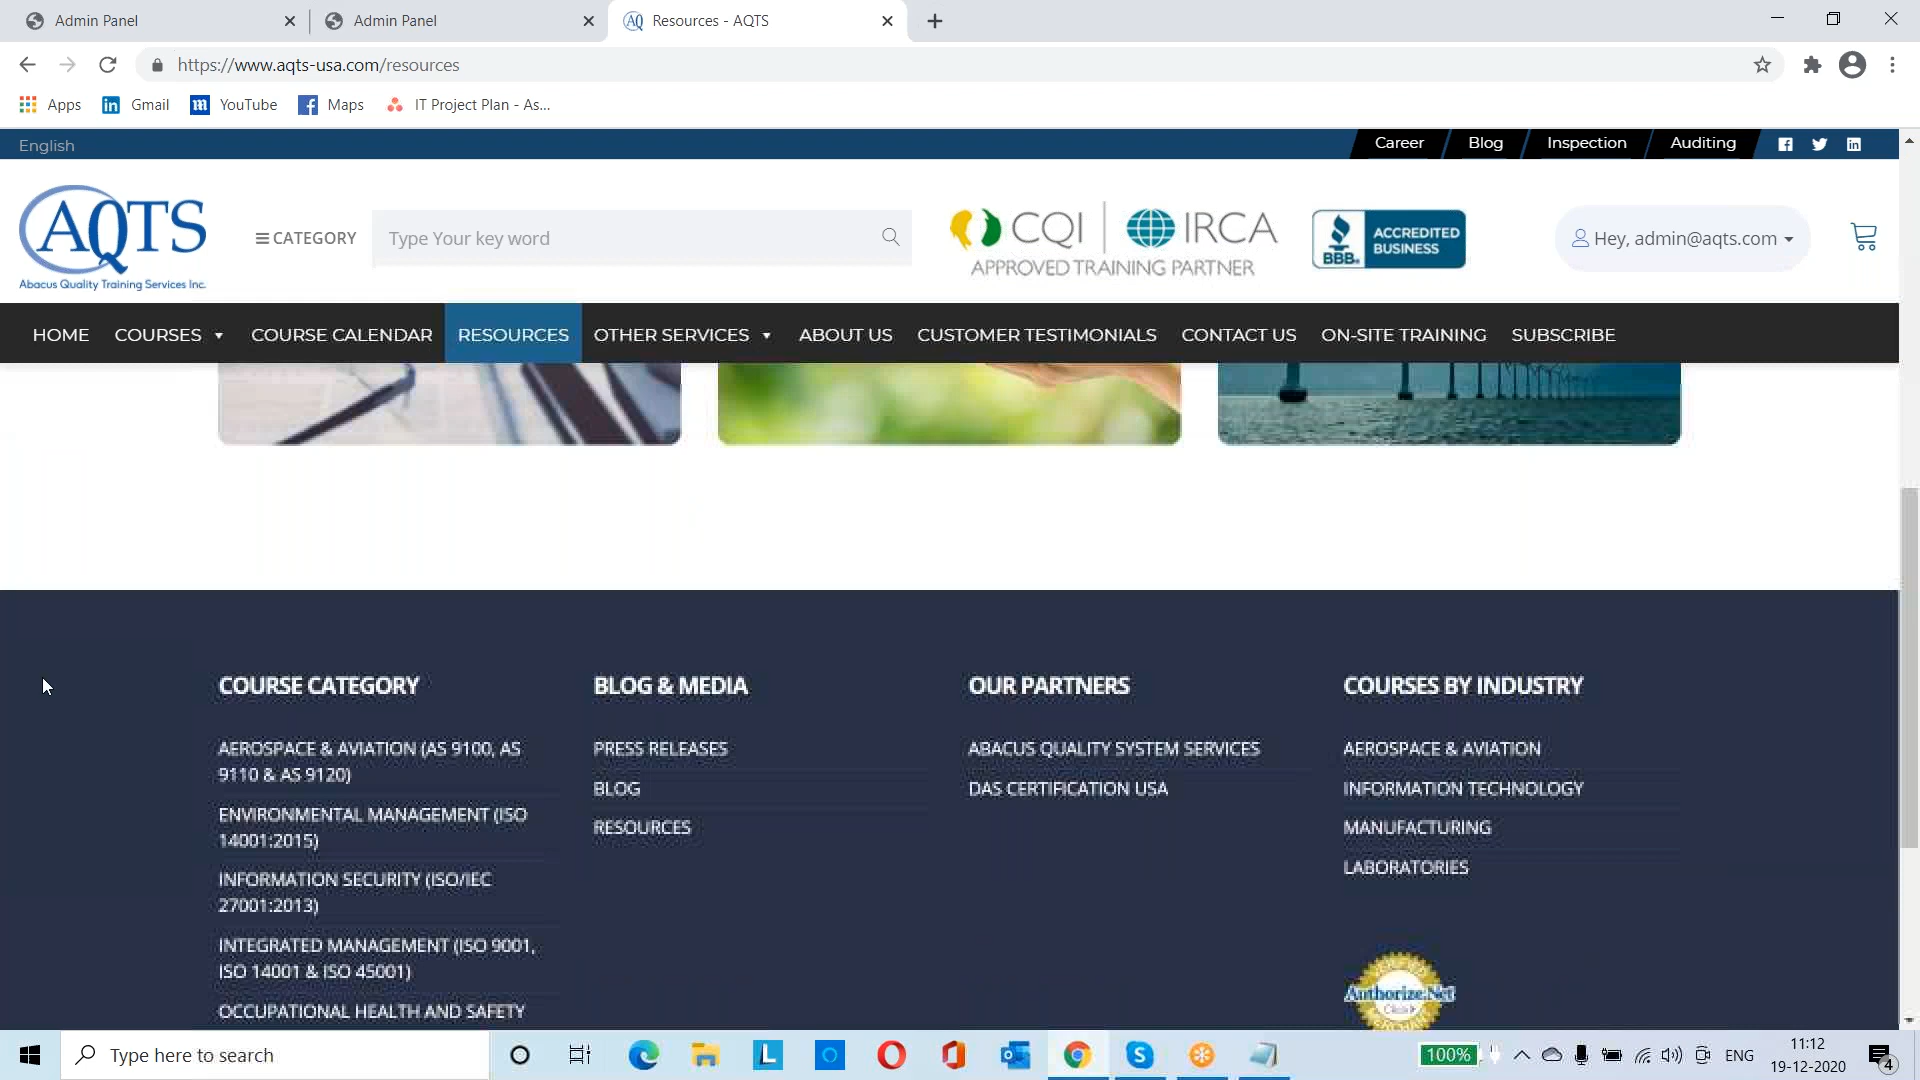 Admin Panel
Admin Panel
Resources - AQTS
https://www.aqts-usa.com/resources
Apps
Gmail
YouTube
Maps
IT Project Plan - As...
English
Career
Blog
Inspection
Auditing
AQTS
Abacus Quality Training Services Inc.
CATEGORY
Type Your key word
CQI IRCA
APPROVED TRAINING PARTNER
BBB.
ACCREDITED
BUSINESS
Hey, admin@aqts.com
HOME
COURSES
COURSE CALENDAR
RESOURCES
OTHER SERVICES
ABOUT US
CUSTOMER TESTIMONIALS
CONTACT US
ON-SITE TRAINING
SUBSCRIBE
COURSE CATEGORY
AEROSPACE & AVIATION (AS 9100, AS
9110 & AS 9120)
ENVIRONMENTAL MANAGEMENT (ISO
14001:2015)
INFORMATION SECURITY (ISO/IEC
27001:2013)
INTEGRATED MANAGEMENT (ISO 9001,
ISO 14001 & ISO 45001)
OCCUPATIONAL HEALTH AND SAFETY
BLOG & MEDIA
PRESS RELEASES
BLOG
RESOURCES
OUR PARTNERS
ABACUS QUALITY SYSTEM SERVICES
DAS CERTIFICATION USA
COURSES BY INDUSTRY
AEROSPACE & AVIATION
INFORMATION TECHNOLOGY
MANUFACTURING
LABORATORIES
VERIFIED
Authorize.Net
Click
MERCHANT
Type here to search
100%
ENG
11:12
19-12-2020
4